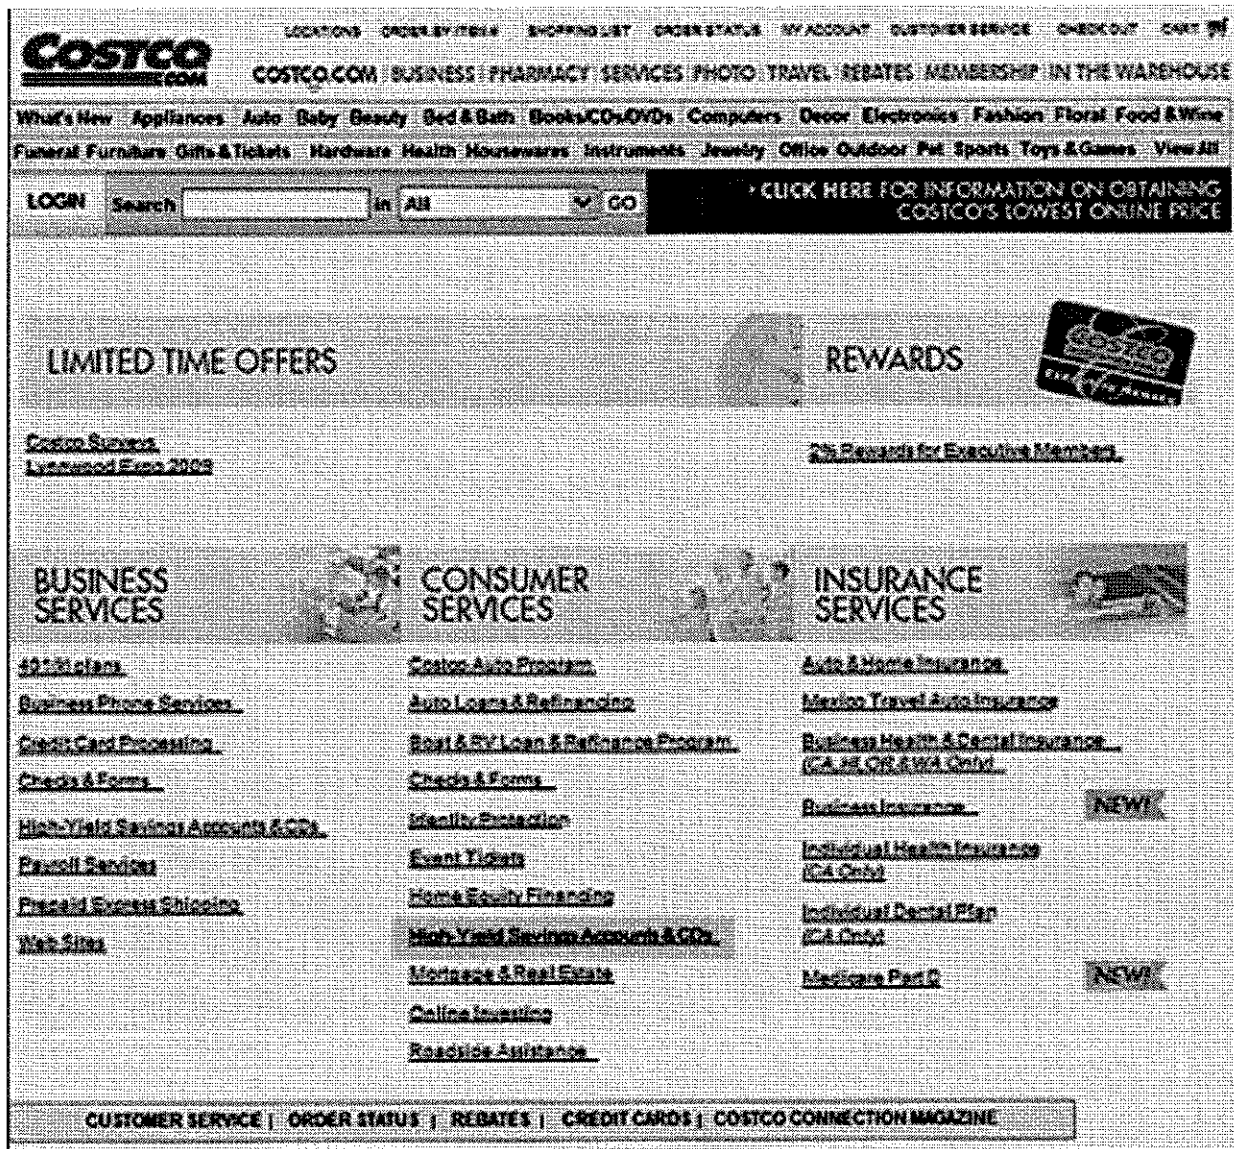 COSTCO
.COM
LOCATIONS ORDER BY ITEM # SHOPPING LIST ORDER STATUS MY ACCOUNT CUSTOMER SERVICE CHECKOUT CART
COSTCO.COM BUSINESS PHARMACY SERVICES PHOTO TRAVEL REBATES MEMBERSHIP IN THE WAREHOUSE
What's New Appliances Auto Baby Beauty Bed & Bath Books/CDs/DVDs Computers Decor Electronics Fashion Floral Food & Wine
Funeral Furniture Gifts & Tickets Hardware Health Housewares Instruments Jewelry Office Outdoor Pet Sports Toys & Games View All
LOGIN Search in All GO
CLICK HERE FOR INFORMATION ON OBTAINING
COSTCO'S LOWEST ONLINE PRICE
LIMITED TIME OFFERS
Costco Surveys
Lynnwood Expo 2009
REWARDS
COSTCO
2% Rewards for Executive Members
BUSINESS
SERVICES
401(k) plans
Business Phone Services
Credit Card Processing
Checks & Forms
High-Yield Savings Accounts & CDs
Payroll Services
Prepaid Express Shipping
Web Sites
CONSUMER
SERVICES
Costco Auto Program
Auto Loans & Refinancing
Boat & RV Loan & Refinance Program
Checks & Forms
Identity Protection
Event Tickets
Home Equity Financing
High-Yield Savings Accounts & CDs
Mortgage & Real Estate
Online Investing
Roadside Assistance
INSURANCE
SERVICES
Auto & Home Insurance
Mexico Travel Auto Insurance
Business Health & Dental Insurance
(CA, HI, OR & WA Only)
Business Insurance NEW!
Individual Health Insurance
(CA Only)
Individual Dental Plan
(CA Only)
Medicare Part D NEW!
CUSTOMER SERVICE | ORDER STATUS | REBATES | CREDIT CARDS | COSTCO CONNECTION MAGAZINE